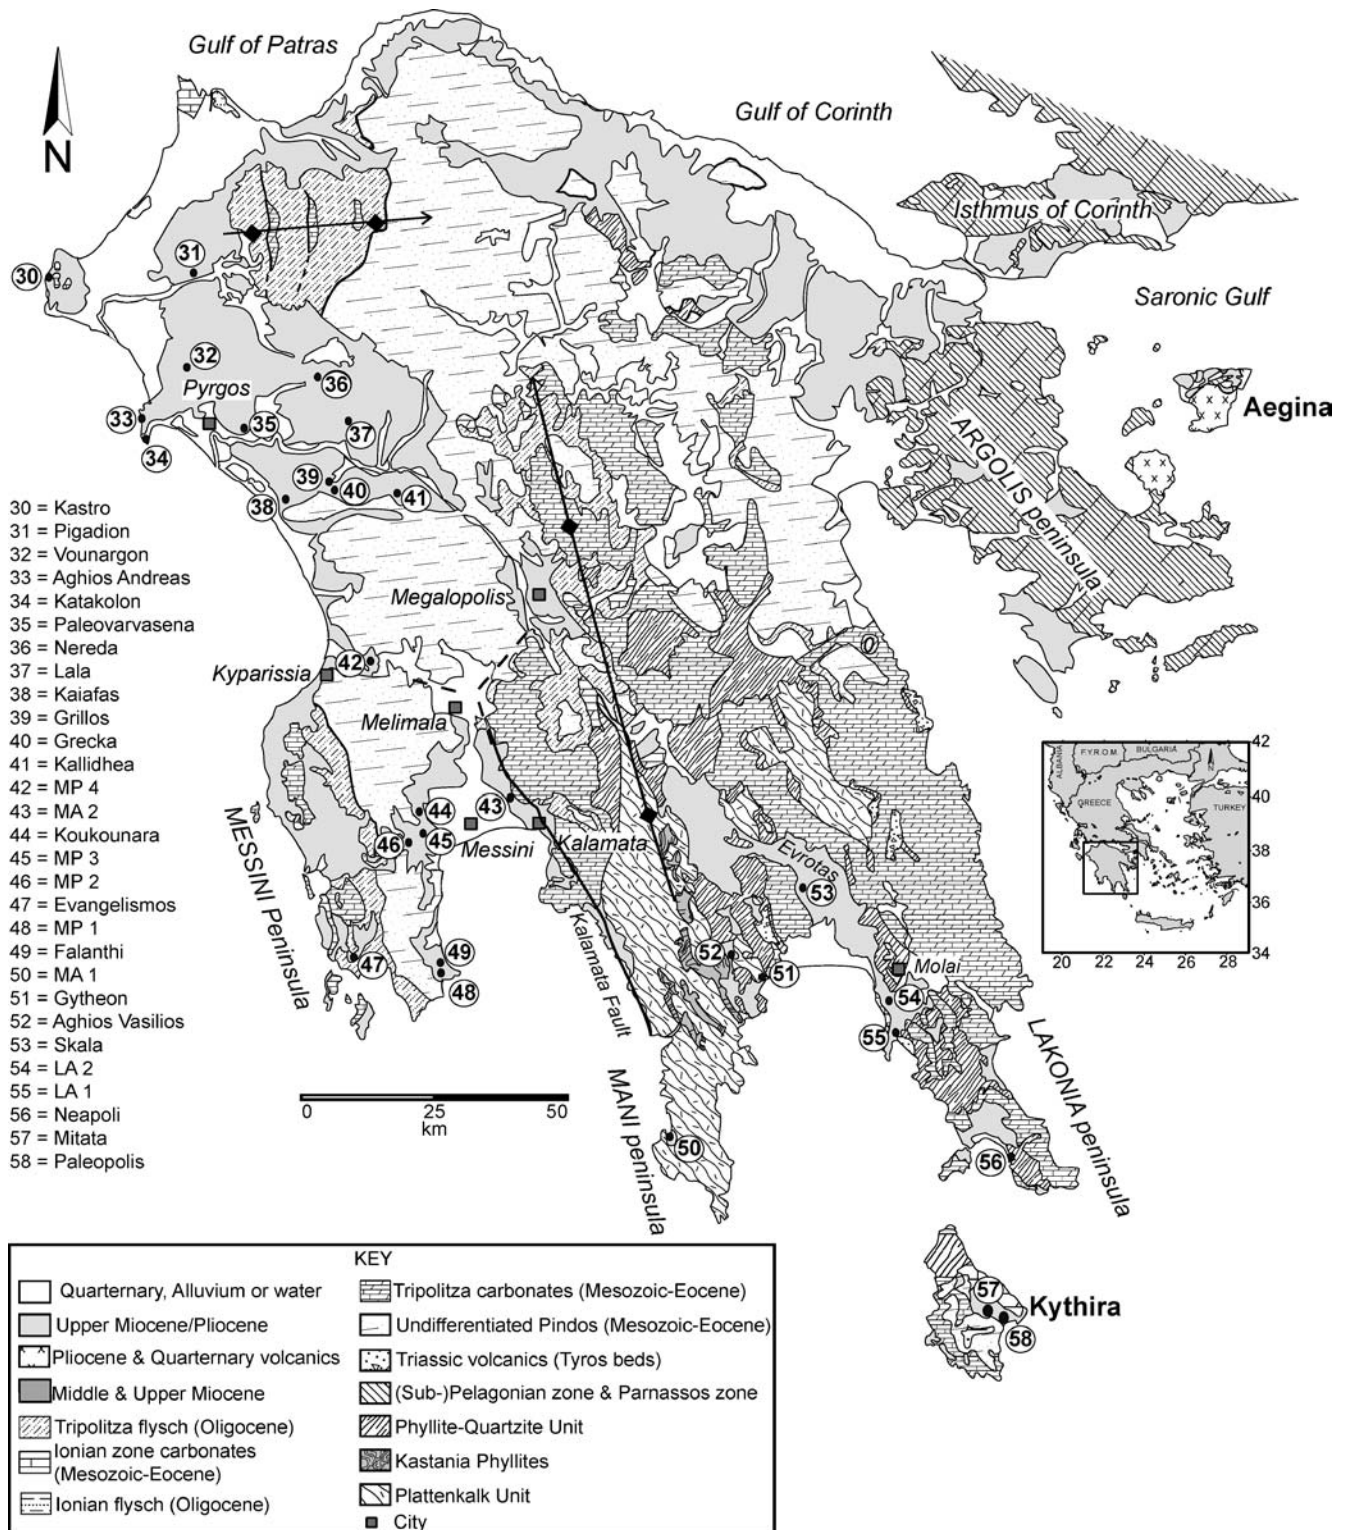 Gulf of Patras
Gulf of Corinth
N
Isthmus of Corinth
Saronic Gulf
30
31
32
Pyrgos
36
33
34
35
37
Aegina
ARGOLIS peninsula
39
40
41
38
30 = Kastro
31 = Pigadion
32 = Vounargon
33 = Aghios Andreas
34 = Katakolon
35 = Paleovarvasena
36 = Nereda
37 = Lala
38 = Kaiafas
39 = Grillos
40 = Grecka
41 = Kallidhea
42 = MP 4
43 = MA 2
44 = Koukounara
45 = MP 3
46 = MP 2
47 = Evangelismos
48 = MP 1
49 = Falanthi
50 = MA 1
51 = Gytheon
52 = Aghios Vasilios
53 = Skala
54 = LA 2
55 = LA 1
56 = Neapoli
57 = Mitata
58 = Paleopolis
Megalopolis
Kyparissia
42
Melimala
MESSINI Peninsula
44
43
45
46
Messini
Kalamata
Evrotas
53
Kalamata Fault
47
49
48
52
51
Molai
54
55
MANI peninsula
LAKONIA peninsula
50
56
57
58
Kythira
0 25 50
km
ALBANIA
F.Y.R.O.M.
BULGARIA
N
GREECE
TURKEY
42
40
38
36
34
20 22 24 26 28
KEY
Quarternary, Alluvium or water
Upper Miocene/Pliocene
Pliocene & Quarternary volcanics
Middle & Upper Miocene
Tripolitza flysch (Oligocene)
Ionian zone carbonates
(Mesozoic-Eocene)
Ionian flysch (Oligocene)
Tripolitza carbonates (Mesozoic-Eocene)
Undifferentiated Pindos (Mesozoic-Eocene)
Triassic volcanics (Tyros beds)
(Sub-)Pelagonian zone & Parnassos zone
Phyllite-Quartzite Unit
Kastania Phyllites
Plattenkalk Unit
City